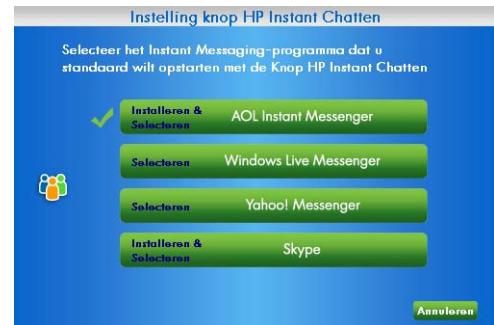 Instelling knop HP Instant Chatten
Selecteer het Instant Messaging-programma dat u
standaard wilt opstarten met de Knop HP Instant Chatten
Installeren &
Selecteren
AOL Instant Messenger
Selecteren
Windows Live Messenger
Selecteren
Yahoo! Messenger
Installeren &
Selecteren
Skype
Annuleren